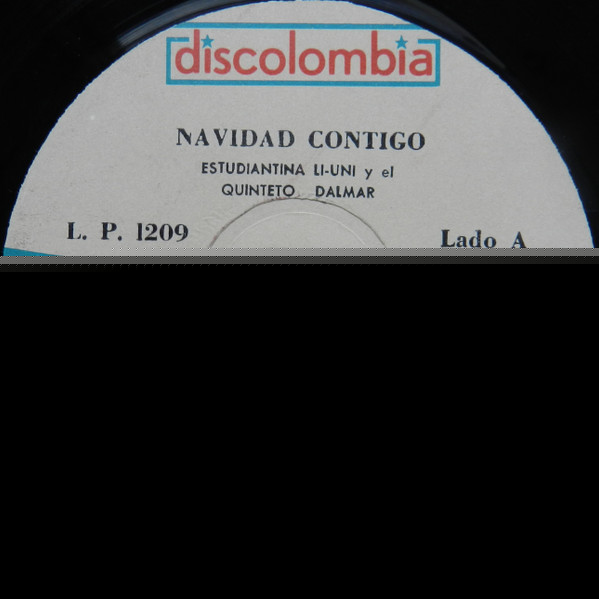 discolombia
NAVIDAD CONTIGO
ESTUDIANTINA LI-UNI y el
QUINTETO DALMAR
L. P. 1209
Lado A